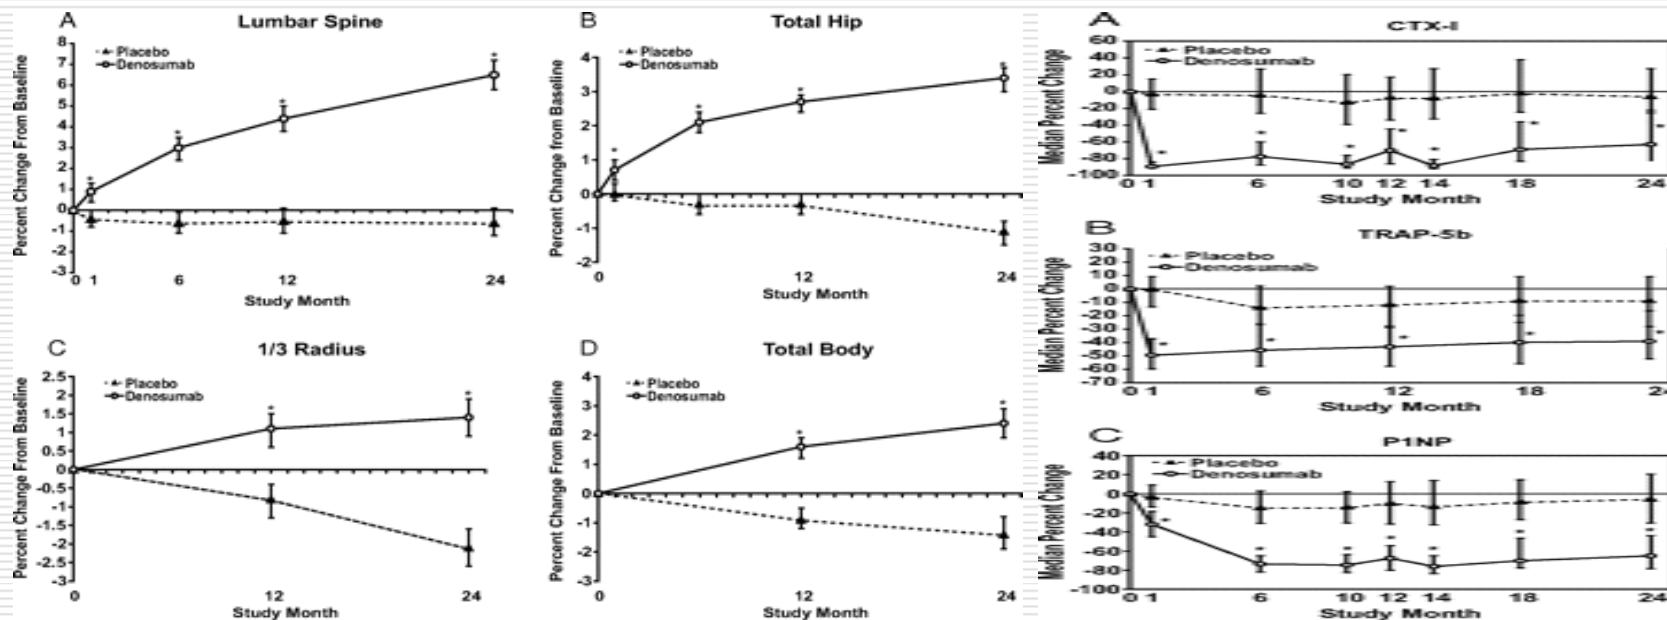 A
Lumbar Spine
Percent Change From Baseline
8
7
6
5
4
3
2
1
0
-1
-2
-3
Placebo
Denosumab
*
*
*
*
0 1 6 12 24
Study Month
B
Total Hip
Percent Change from Baseline
4
3
2
1
0
-1
-2
Placebo
Denosumab
*
*
*
*
0 12 24
Study Month
C
1/3 Radius
Percent Change From Baseline
2.5
2
1.5
1
0.5
0
-0.5
-1
-1.5
-2
-2.5
-3
Placebo
Denosumab
*
*
0 12 24
Study Month
D
Total Body
Percent Change From Baseline
4
3
2
1
0
-1
-2
-3
Placebo
Denosumab
*
*
0 12 24
Study Month
A
CTX-I
Median Percent Change
60
40
20
0
-20
-40
-60
-80
-100
Placebo
Denosumab
*
*
*
*
*
*
*
0 1 6 10 12 14 18 24
Study Month
B
TRAP-5b
Median Percent Change
30
20
10
0
-10
-20
-30
-40
-50
-60
-70
Placebo
Denosumab
*
*
*
*
*
0 1 6 12 18 24
Study Month
C
P1NP
Median Percent Change
40
20
0
-20
-40
-60
-80
-100
Placebo
Denosumab
*
*
*
*
*
*
*
0 1 6 10 12 14 18 24
Study Month